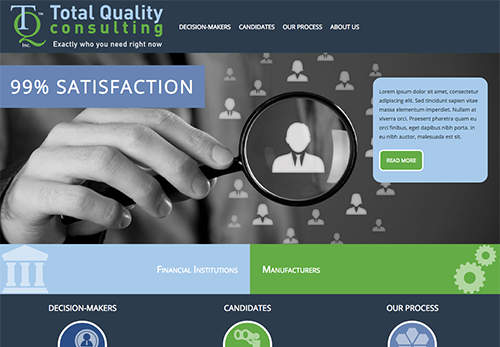 TQ™
Inc.
Total Quality
consulting
Exactly who you need right now
DECISION-MAKERS CANDIDATES OUR PROCESS ABOUT US
99% SATISFACTION
Lorem ipsum dolor sit amet, consectetur
adipiscing elit. Sed tincidunt sapien vitae
massa elementum imperdiet. Nullam at
viverra orci. Praesent pharetra quam eu
orci finibus, eget dapibus nibh porta. In
eu nibh auctor, malesuada est sit.
READ MORE
Financial Institutions
Manufacturers
DECISION-MAKERS
CANDIDATES
OUR PROCESS